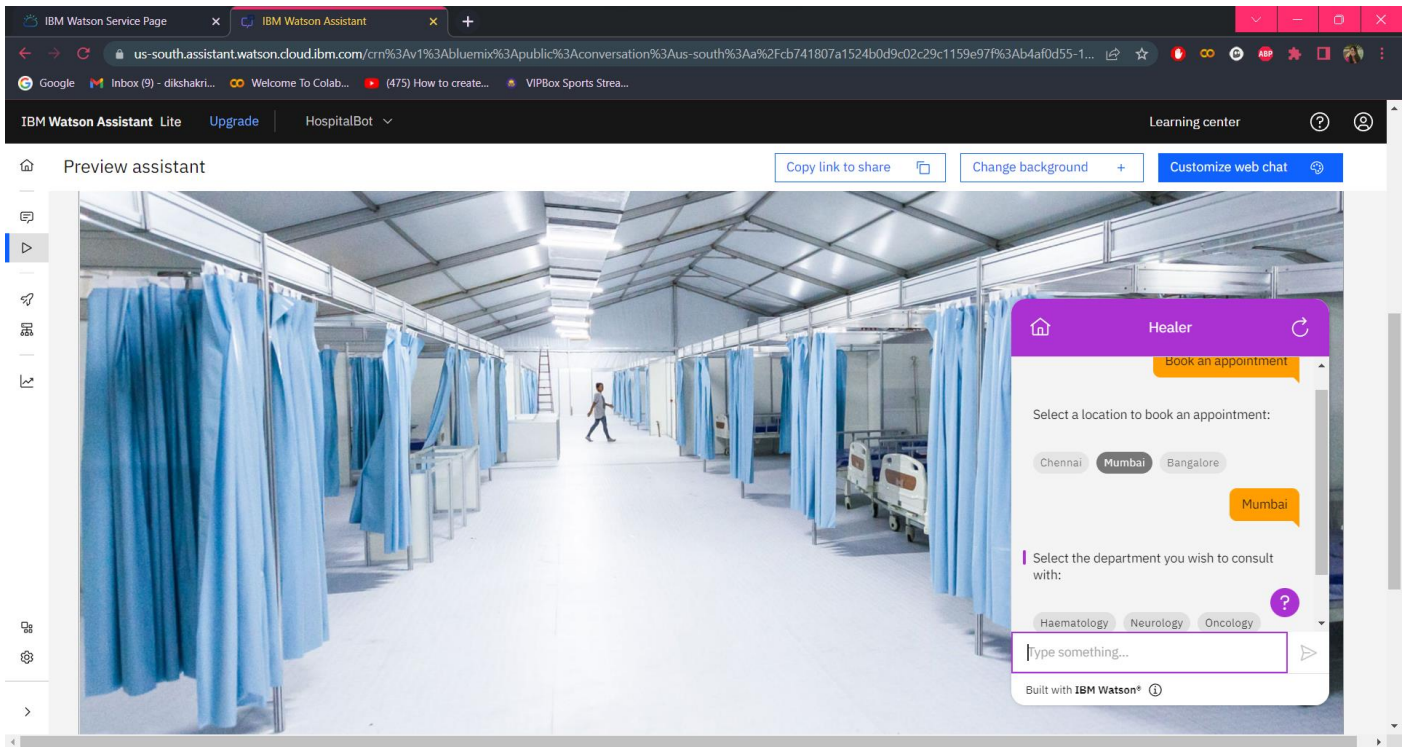 IBM Watson Service Page
IBM Watson Assistant
us-south.assistant.watson.cloud.ibm.com/crn%3Av1%3Abluemix%3Apublic%3Aconversation%3Aus-south%3Aa%2Fcb741807a1524b0d9c02c29c1159e97f%3Ab4af0d55-1...
Google Inbox (9) - dikshakri... Welcome To Colab... (475) How to create... VIPBox Sports Strea...
IBM Watson Assistant Lite Upgrade HospitalBot Learning center
Preview assistant Copy link to share Change background + Customize web chat
Healer
Book an appointment
Select a location to book an appointment:
Chennai Mumbai Bangalore
Mumbai
Select the department you wish to consult
with:
?
Haematology Neurology Oncology
Type something...
Built with IBM Watson®